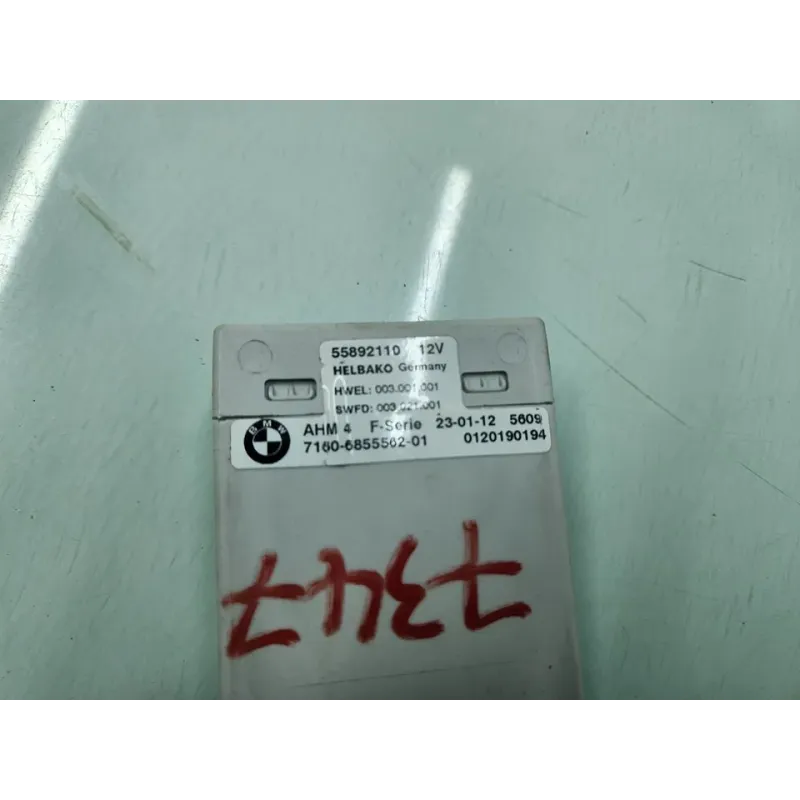 55892110 12V
HELBAKO Germany
HWEL: 003.001.001
SWFD: 003.021.001
BMW
AHM 4 F-Serie 23-01-12 5609
7160-6855562-01 0120190194
7347